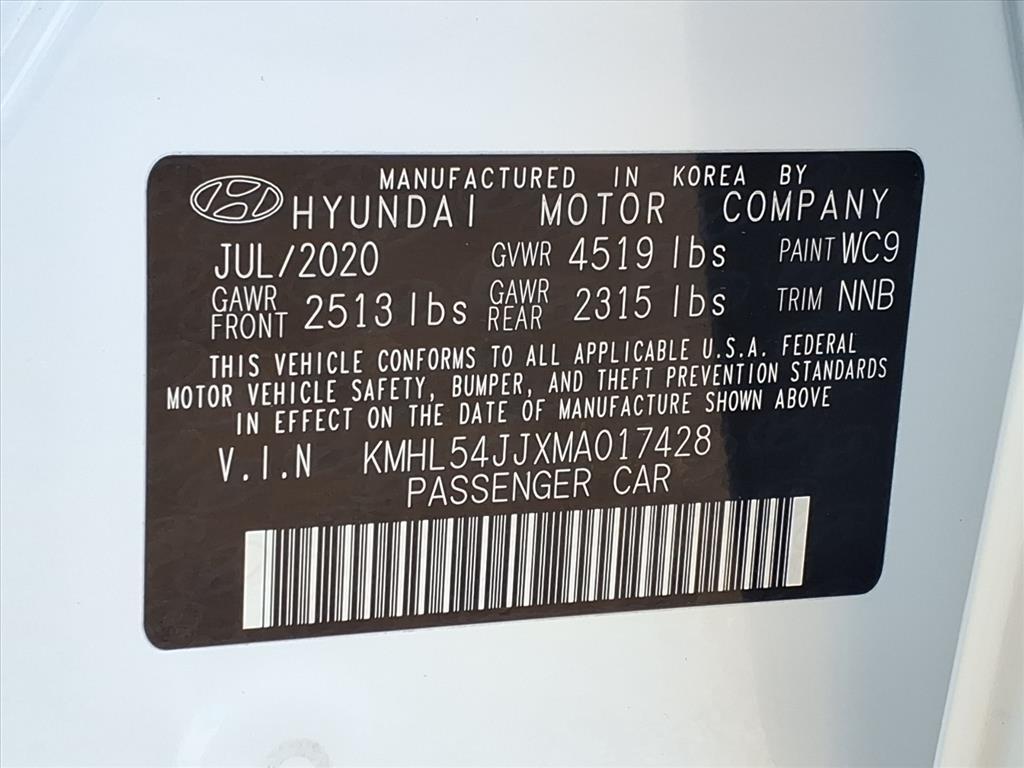 MANUFACTURED IN KOREA BY
HYUNDAI MOTOR COMPANY
JUL/2020 GVWR 4519 lbs PAINT WC9
GAWR FRONT 2513 lbs GAWR REAR 2315 lbs TRIM NNB
THIS VEHICLE CONFORMS TO ALL APPLICABLE U.S.A. FEDERAL
MOTOR VEHICLE SAFETY, BUMPER, AND THEFT PREVENTION STANDARDS
IN EFFECT ON THE DATE OF MANUFACTURE SHOWN ABOVE
V.I.N KMHL54JJXMA017428
PASSENGER CAR